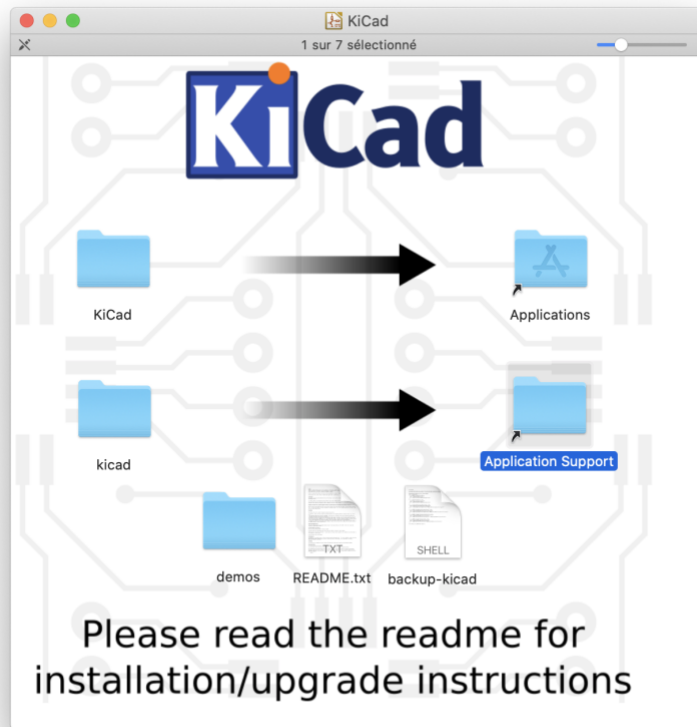 KiCad
1 sur 7 sélectionné
KiCad
KiCad
Applications
kicad
Application Support
TXT
SHELL
demos
README.txt
backup-kicad
Please read the readme for
installation/upgrade instructions